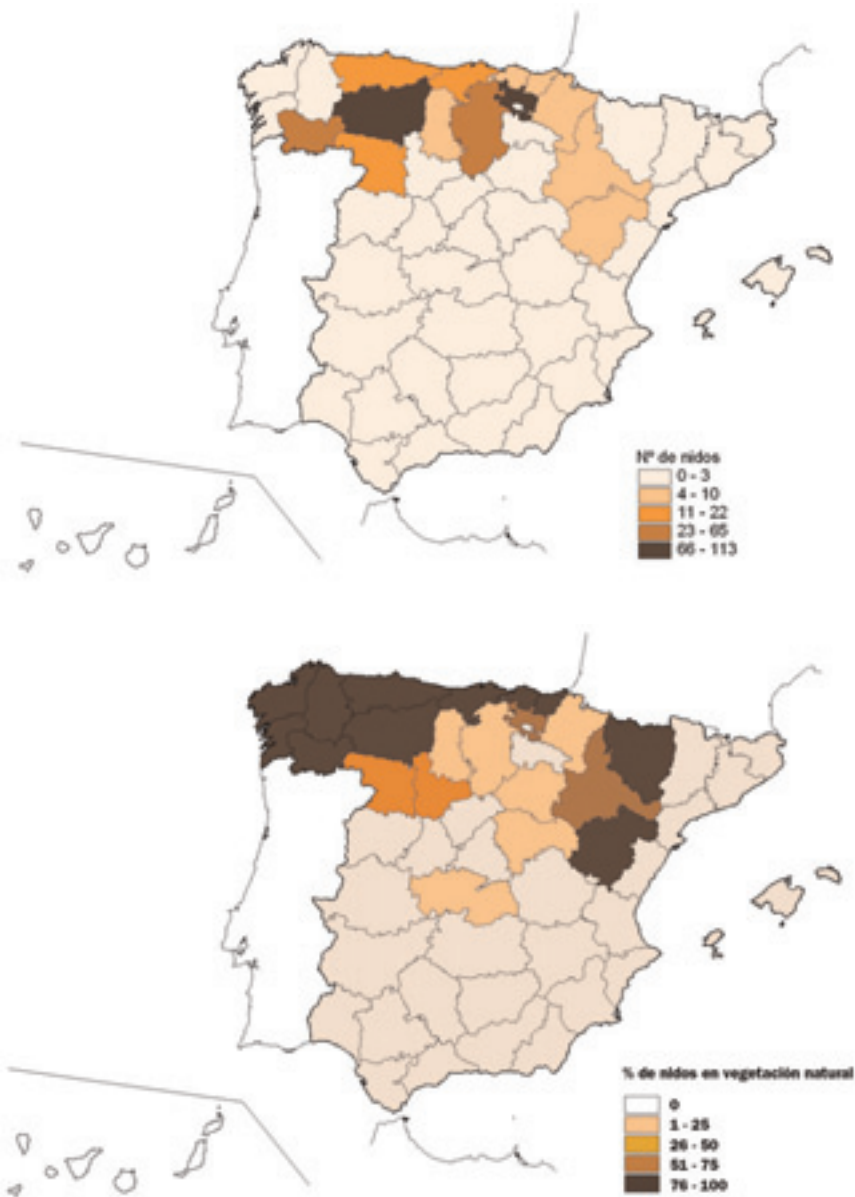 Nº de nidos
0 - 3
4 - 10
11 - 22
23 - 65
66 - 113
% de nidos en vegetación natural
0
1 - 25
26 - 50
51 - 75
76 - 100